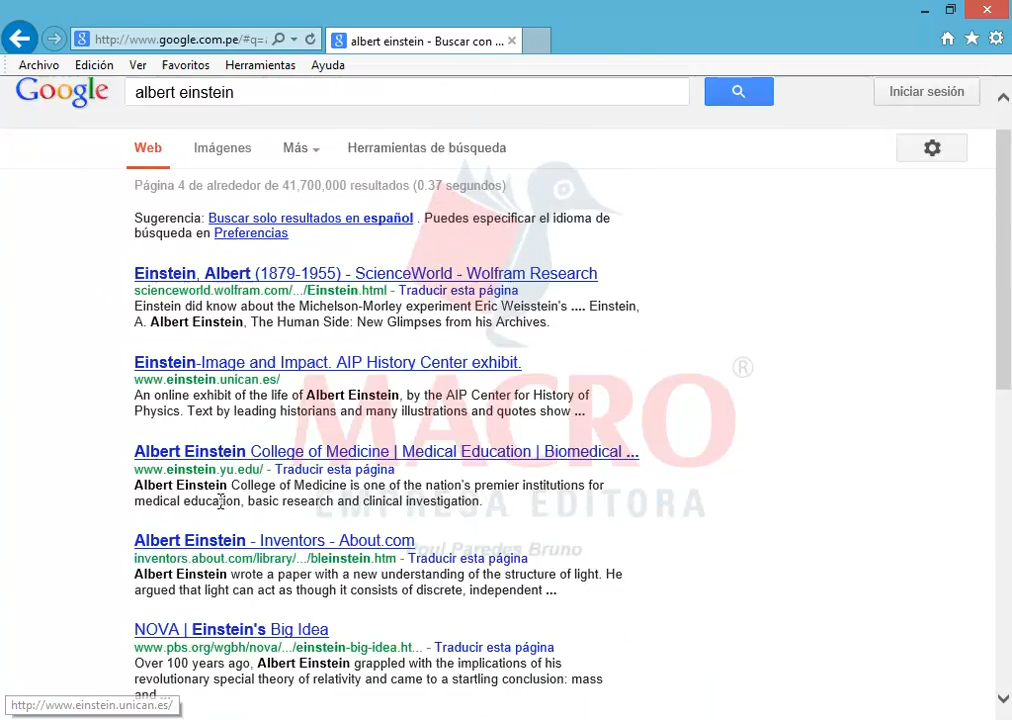 http://www.google.com.pe/#q=
albert einstein - Buscar con ...
Archivo Edición Ver Favoritos Herramientas Ayuda
Google albert einstein Iniciar sesión
Web Imágenes Más Herramientas de búsqueda
Página 4 de alrededor de 41,700,000 resultados (0.37 segundos)
Sugerencia: Buscar solo resultados en español . Puedes especificar el idioma de
búsqueda en Preferencias
Einstein, Albert (1879-1955) - ScienceWorld - Wolfram Research
scienceworld.wolfram.com/.../Einstein.html - Traducir esta página
Einstein did know about the Michelson-Morley experiment Eric Weisstein's .... Einstein,
A. Albert Einstein, The Human Side: New Glimpses from his Archives.
Einstein-Image and Impact. AIP History Center exhibit.
www.einstein.unican.es/
An online exhibit of the life of Albert Einstein, by the AIP Center for History of
Physics. Text by leading historians and many illustrations and quotes show ...
MACRO ®
Albert Einstein College of Medicine | Medical Education | Biomedical ...
www.einstein.yu.edu/ - Traducir esta página
Albert Einstein College of Medicine is one of the nation's premier institutions for
medical education, basic research and clinical investigation.
EMPRESA EDITORA
Albert Einstein - Inventors - About.com
Paredes Bruno
inventors.about.com/library/.../bleinstein.htm - Traducir esta página
Albert Einstein wrote a paper with a new understanding of the structure of light. He
argued that light can act as though it consists of discrete, independent ...
NOVA | Einstein's Big Idea
www.pbs.org/wgbh/nova/.../einstein-big-idea.ht... - Traducir esta página
Over 100 years ago, Albert Einstein grappled with the implications of his
revolutionary special theory of relativity and came to a startling conclusion: mass
and ...
http://www.einstein.unican.es/